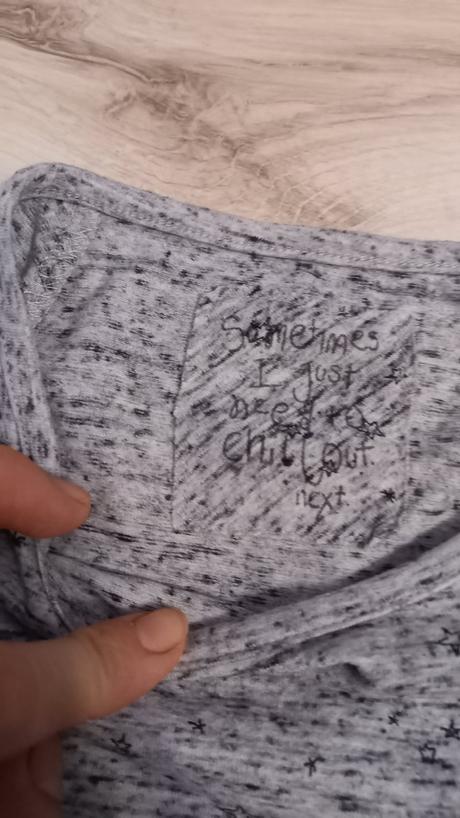 Sometimes
I just
need to
chill out.
next